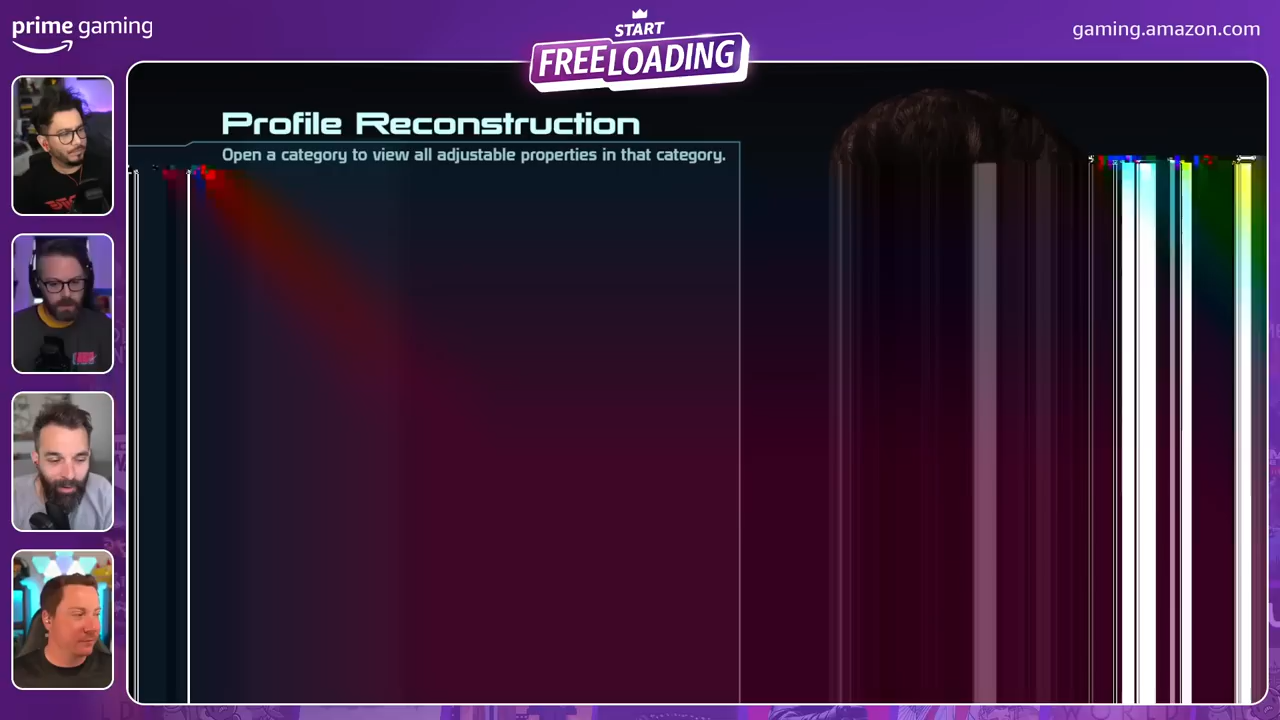 prime gaming
START
FREELOADING
gaming.amazon.com
Profile Reconstruction
Open a category to view all adjustable properties in that category.